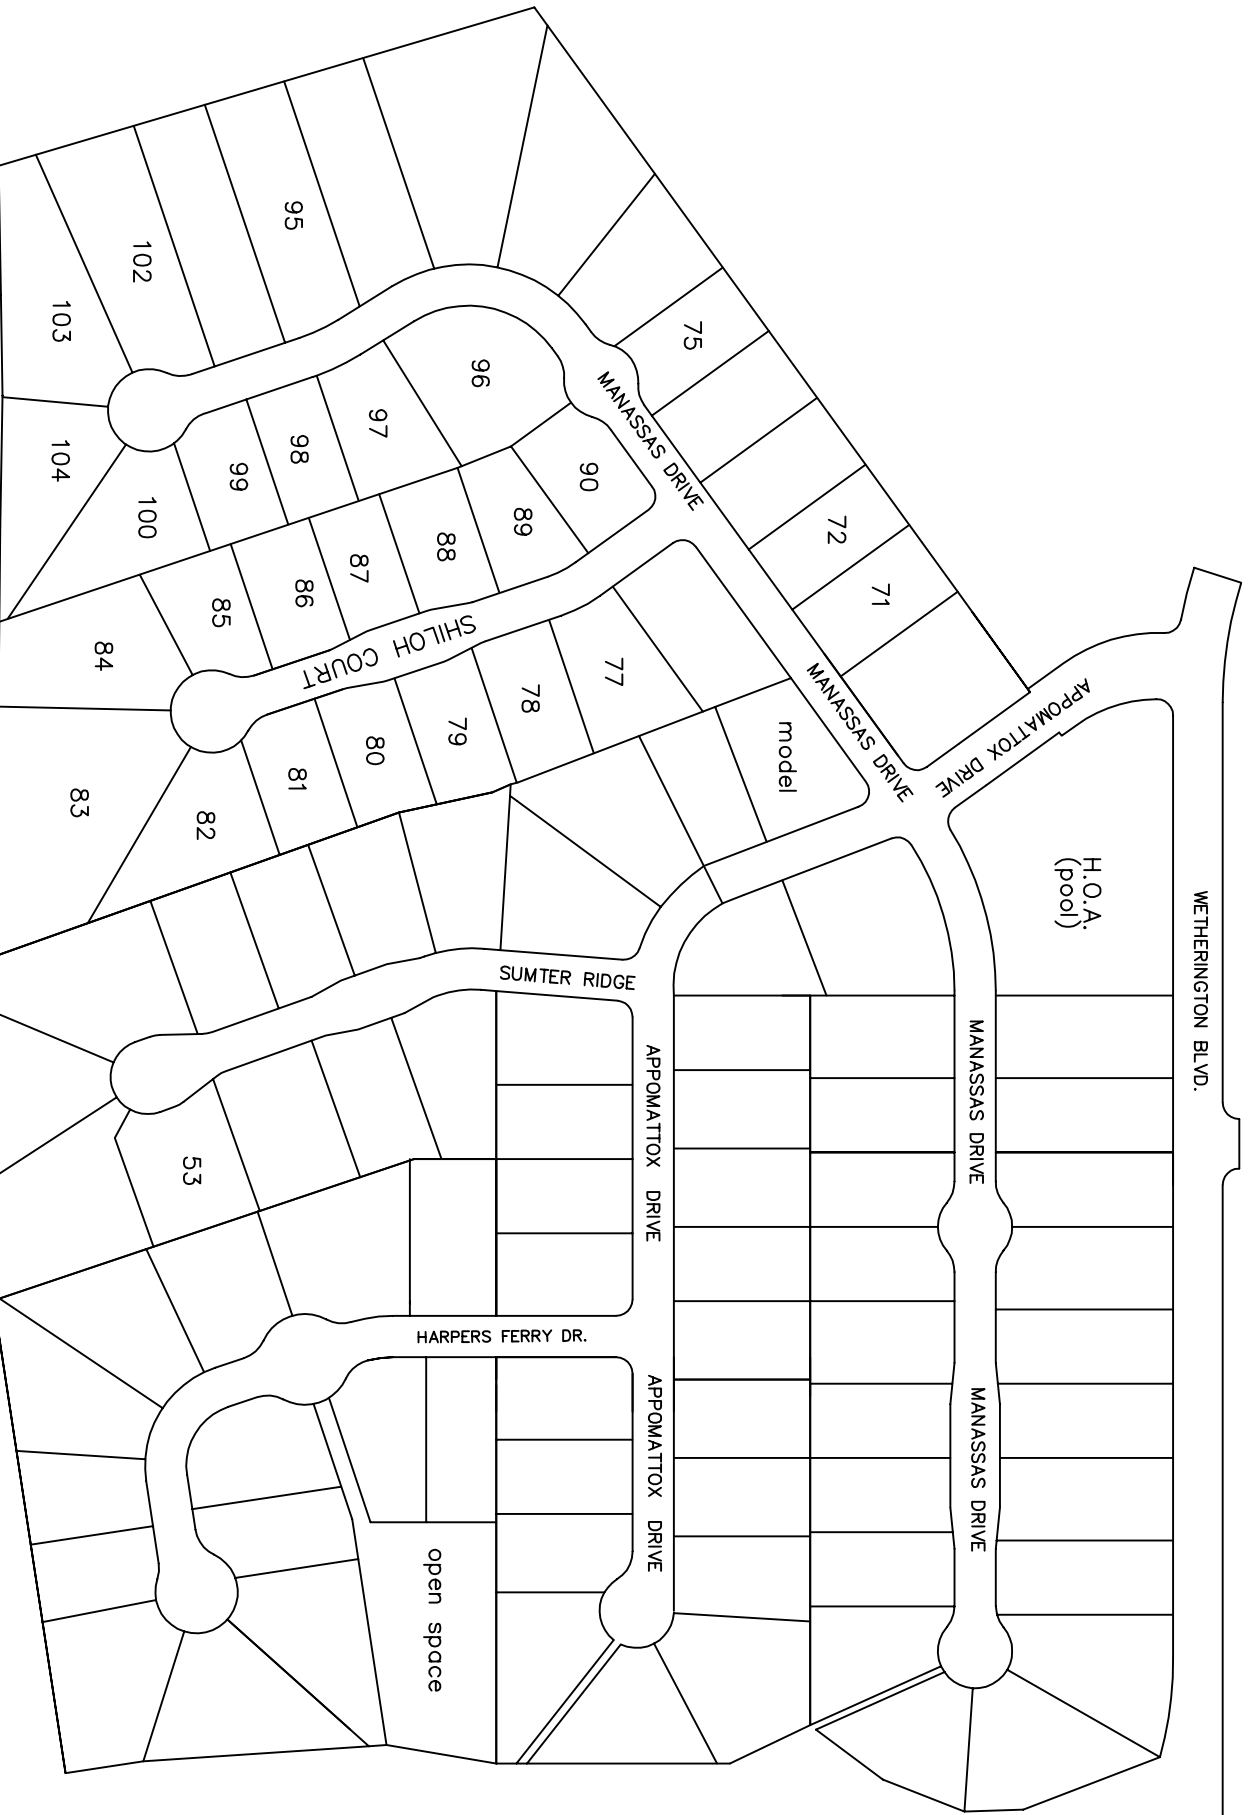 95
102
103
104
75
96
97
98
99
100
90
89
88
87
86
85
84
83
82
81
80
79
78
77
72
71
53
MANASSAS DRIVE
MANASSAS DRIVE
SHILOH COURT
APPOMATTOX DRIVE
model
H.O.A.
(pool)
WETHERINGTON BLVD.
SUMTER RIDGE
APPOMATTOX DRIVE
MANASSAS DRIVE
HARPERS FERRY DR.
APPOMATTOX DRIVE
MANASSAS DRIVE
open space